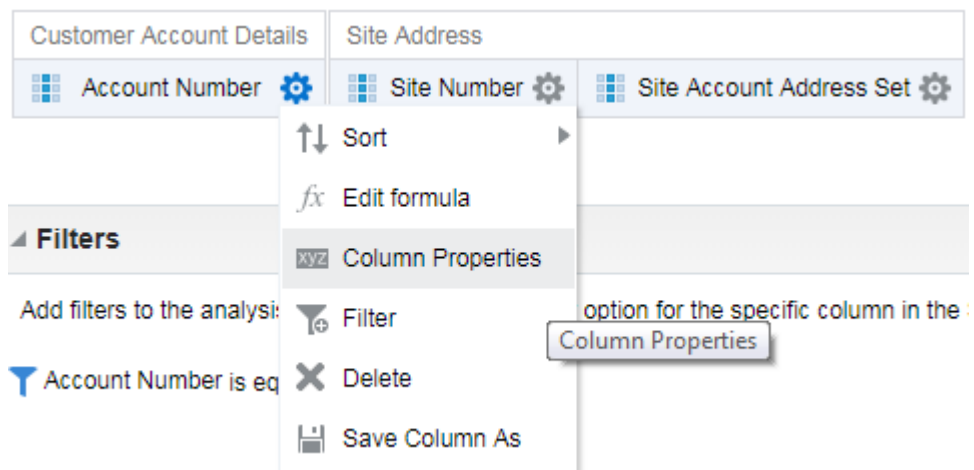 Customer Account Details Site Address
Account Number Site Number Site Account Address Set
Sort
fx Edit formula
Filters
xyz Column Properties
Add filters to the option for the specific column in the
Filter
Column Properties
Account Number is
Delete
Save Column As